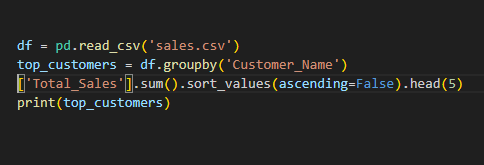 df = pd.read_csv('sales.csv')
top_customers = df.groupby('Customer_Name')
['Total_Sales'].sum().sort_values(ascending=False).head(5)
print(top_customers)